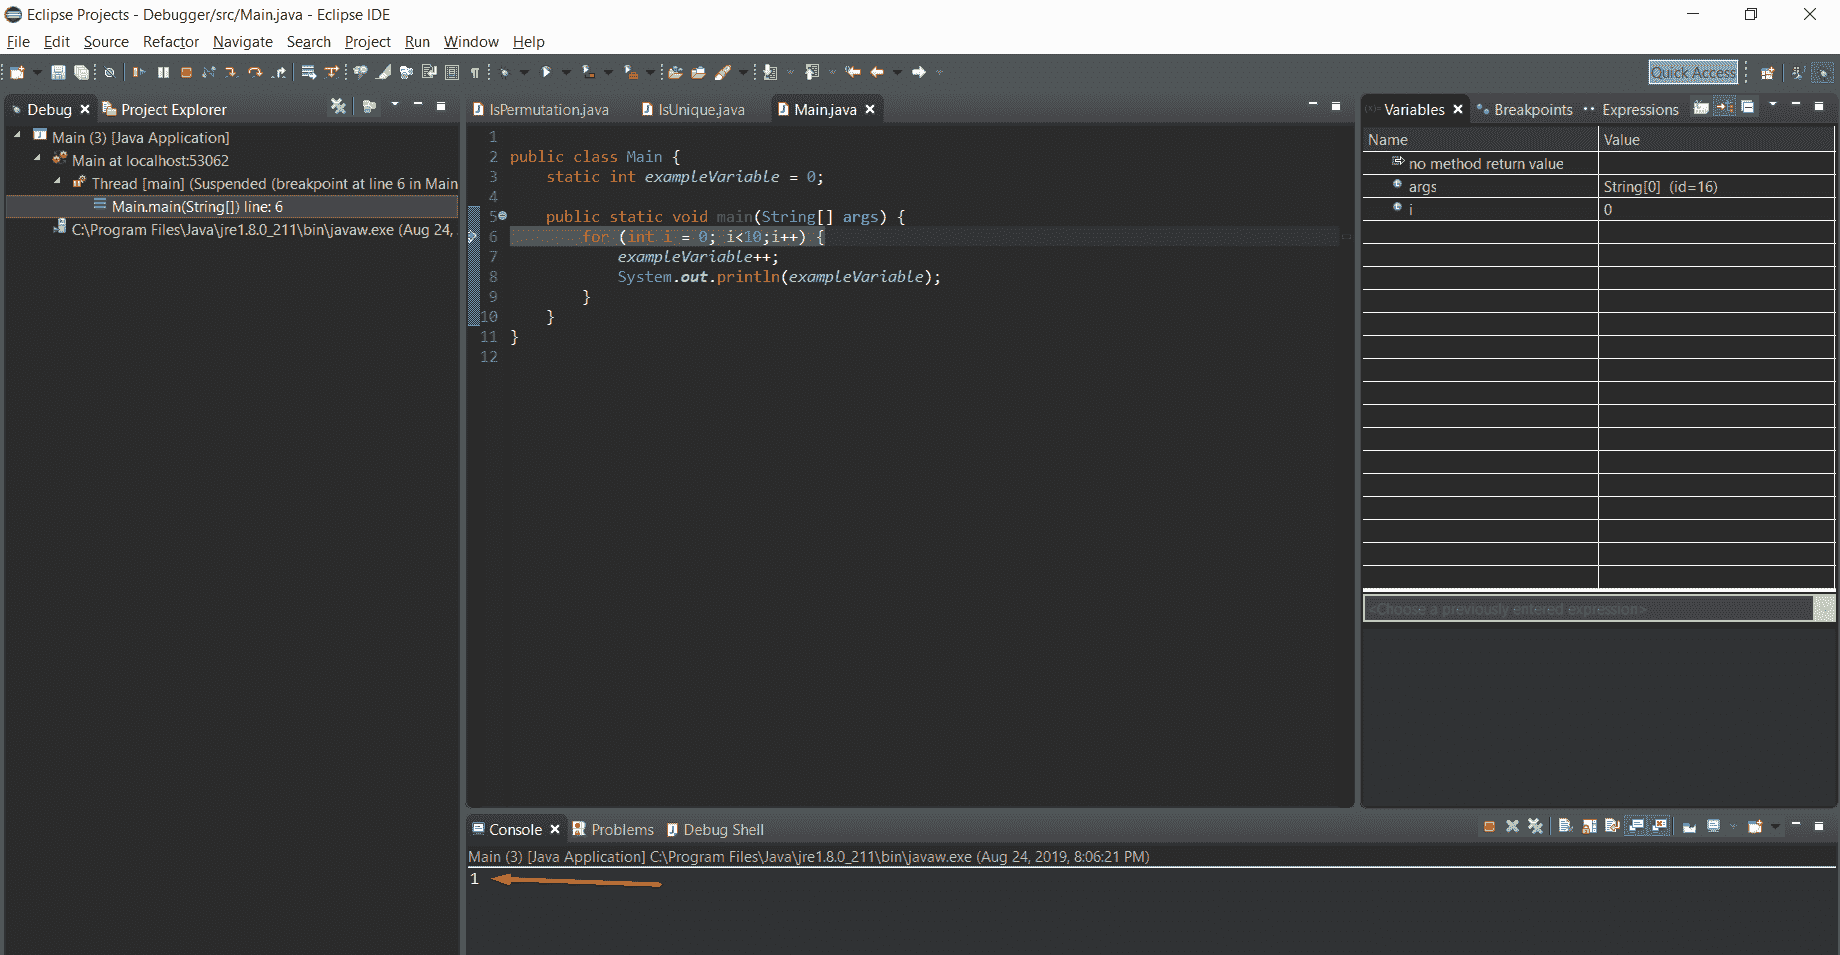 Eclipse Projects - Debugger/src/Main.java - Eclipse IDE
File Edit Source Refactor Navigate Search Project Run Window Help
Quick Access
Debug Project Explorer
Main (3) [Java Application]
Main at localhost:53062
Thread [main] (Suspended (breakpoint at line 6 in Main
Main.main(String[]) line: 6
C:\Program Files\Java\jre1.8.0_211\bin\javaw.exe (Aug 24,
IsPermutation.java IsUnique.java Main.java
1
2 public class Main {
3 static int exampleVariable = 0;
4
5 public static void main(String[] args) {
6 for (int i = 0; i<10;i++) {
7 exampleVariable++;
8 System.out.println(exampleVariable);
9 }
10 }
11 }
12
Variables Breakpoints Expressions
Name Value
no method return value
args String[0] (id=16)
i 0
<Choose a previously entered expression>
Console Problems Debug Shell
Main (3) [Java Application] C:\Program Files\Java\jre1.8.0_211\bin\javaw.exe (Aug 24, 2019, 8:06:21 PM)
1